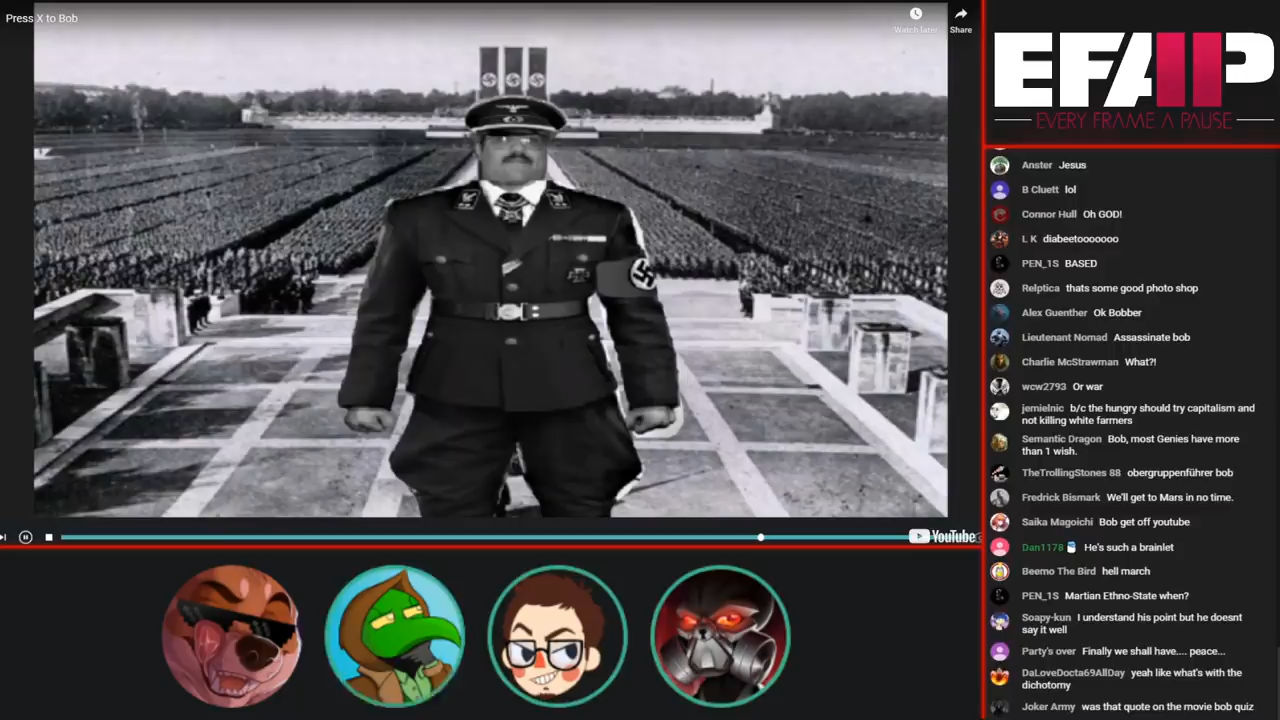 Press X to Bob
Watch later
Share
YouTube
EFAP
EVERY FRAME A PAUSE
Anster Jesus
B Cluett lol
Connor Hull Oh GOD!
L K diabeetooooooo
PEN_1S BASED
Relptica thats some good photo shop
Alex Guenther Ok Bobber
Lieutenant Nomad Assassinate bob
Charlie McStrawman What?!
wcw2793 Or war
jemielnic b/c the hungry should try capitalism and
not killing white farmers
Semantic Dragon Bob, most Genies have more
than 1 wish.
TheTrollingStones 88 obergruppenführer bob
Fredrick Bismark We'll get to Mars in no time.
Saika Magoichi Bob get off youtube
Dan1178 He's such a brainlet
Beemo The Bird hell march
PEN_1S Martian Ethno-State when?
Soapy-kun I understand his point but he doesnt
say it well
Party's over Finally we shall have.... peace...
DaLoveDocta69AllDay yeah like what's with the
dichotomy
Joker Army was that quote on the movie bob quiz